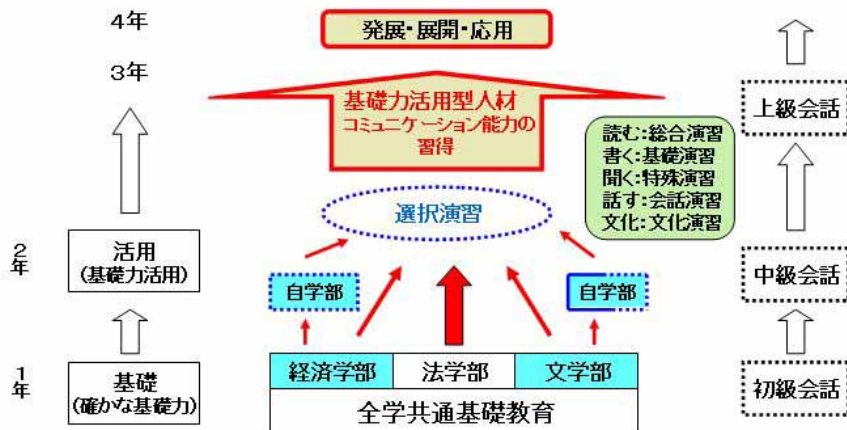 4年
発展・展開・応用
3年
基礎力活用型人材
コミュニケーション能力の
習得
上級会話
読む:総合演習
書く:基礎演習
聞く:特殊演習
話す:会話演習
文化:文化演習
選択演習
2年
活用
(基礎力活用)
自学部
自学部
中級会話
1年
基礎
(確かな基礎力)
経済学部
法学部
文学部
全学共通基礎教育
初級会話